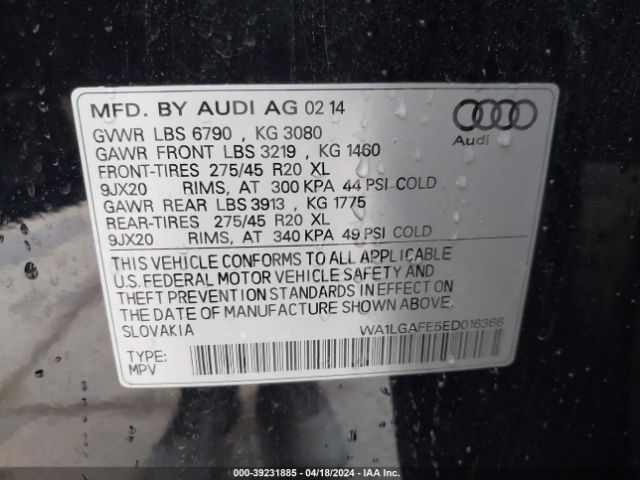 MFD. BY AUDI AG 02 14
GVWR LBS 6790 , KG 3080
GAWR FRONT LBS 3219 , KG 1460
FRONT-TIRES 275/45 R20 XL
9JX20 RIMS, AT 300 KPA 44 PSI COLD
GAWR REAR LBS 3913 , KG 1775
REAR-TIRES 275/45 R20 XL
9JX20 RIMS, AT 340 KPA 49 PSI COLD
Audi
THIS VEHICLE CONFORMS TO ALL APPLICABLE
U.S. FEDERAL MOTOR VEHICLE SAFETY AND
THEFT PREVENTION STANDARDS IN EFFECT ON
THE DATE OF MANUFACTURE SHOWN ABOVE.
SLOVAKIA WA1LGAFE5ED016366
TYPE:
MPV
000-39231885 - 04/18/2024 - IAA Inc.